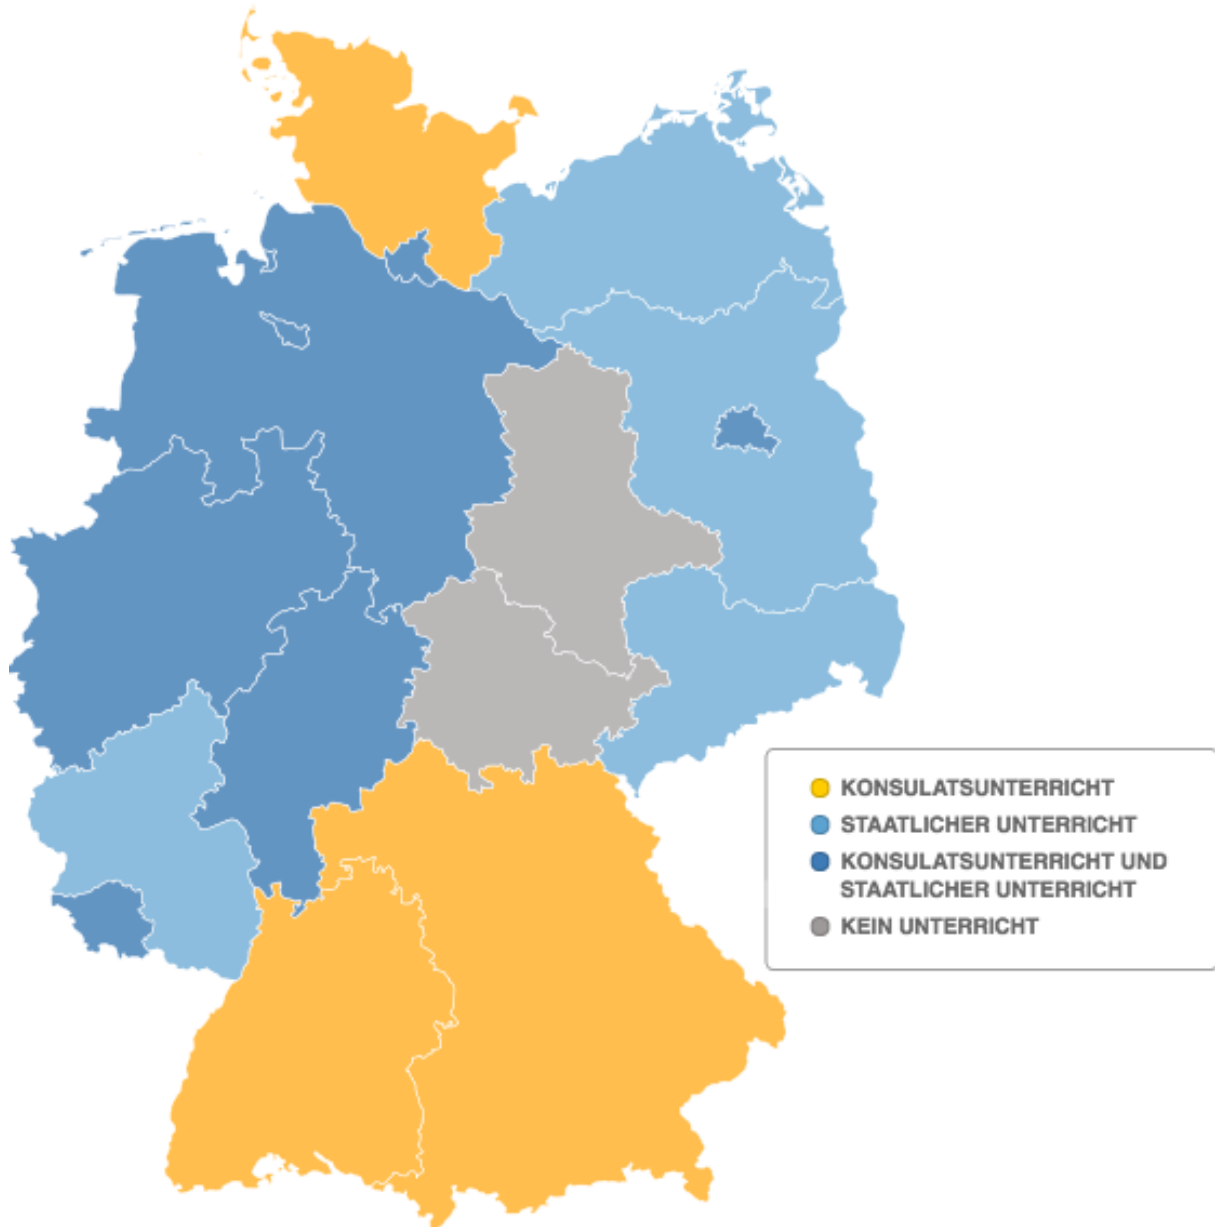 KONSULATSUNTERRICHT
STAATLICHER UNTERRICHT
KONSULATSUNTERRICHT UND
STAATLICHER UNTERRICHT
KEIN UNTERRICHT